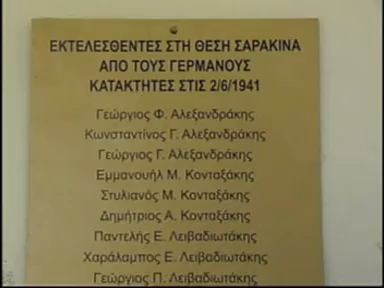 ΕΚΤΕΛΕΣΘΕΝΤΕΣ ΣΤΗ ΘΕΣΗ ΣΑΡΑΚΙΝΑ
ΑΠΟ ΤΟΥΣ ΓΕΡΜΑΝΟΥΣ
ΚΑΤΑΚΤΗΤΕΣ ΣΤΙΣ 2/6/1941
Γεώργιος Φ. Αλεξανδράκης
Κωνσταντίνος Γ. Αλεξανδράκης
Γεώργιος Γ. Αλεξανδράκης
Εμμανουήλ Μ. Κονταξάκης
Στυλιανός Μ. Κονταξάκης
Δημήτριος Α. Κονταξάκης
Παντελής Ε. Λειβαδιωτάκης
Χαράλαμπος Ε. Λειβαδιωτάκης
Γεώργιος Π. Λειβαδιωτάκης